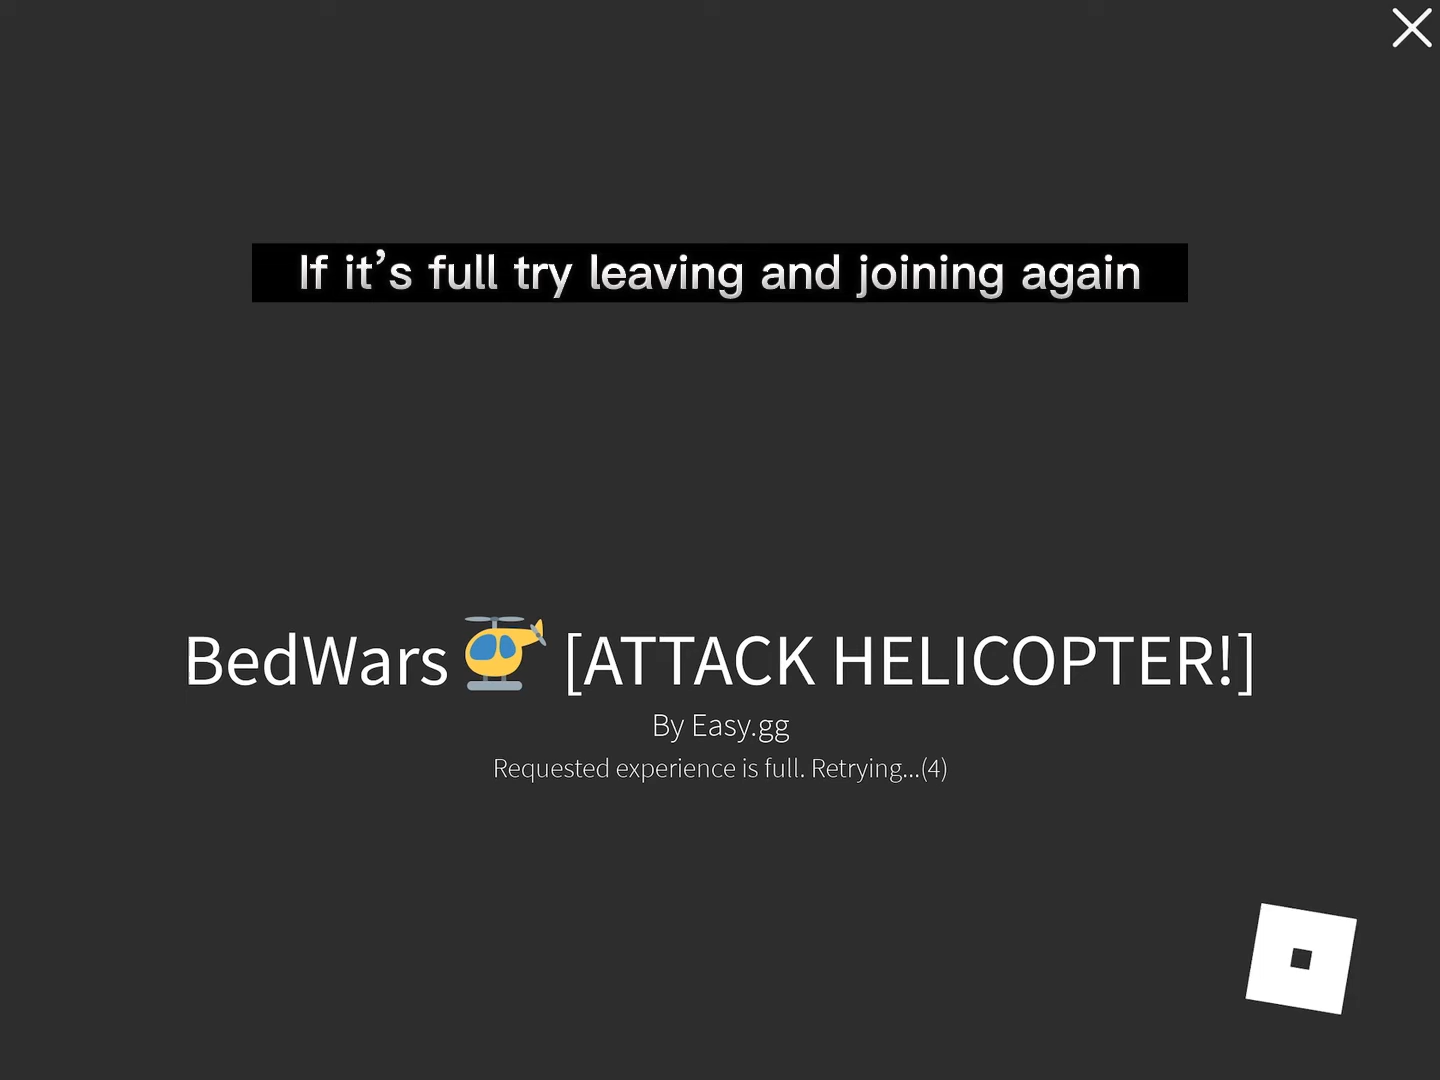 If it’s full try leaving and joining again
BedWars 🚁 [ATTACK HELICOPTER!]
By Easy.gg
Requested experience is full. Retrying...(4)